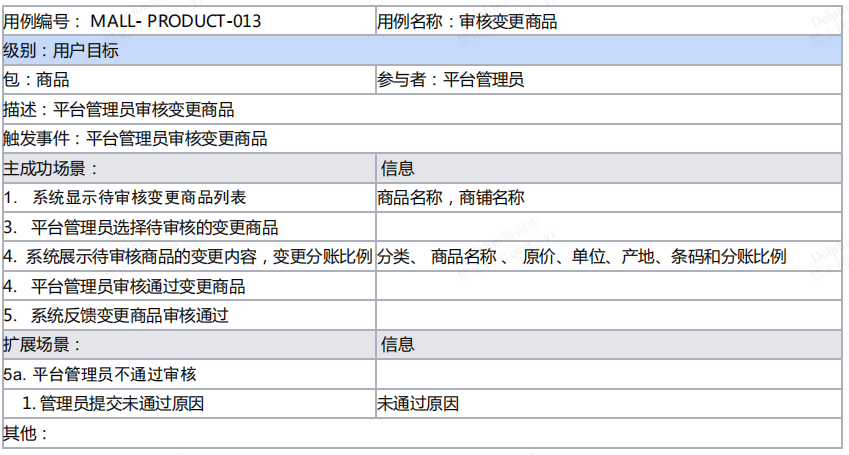 用例编号： MALL- PRODUCT-013
用例名称：审核变更商品
级别：用户目标
包：商品
参与者：平台管理员
描述：平台管理员审核变更商品
触发事件：平台管理员审核变更商品
主成功场景：
信息
1. 系统显示待审核变更商品列表
商品名称，商铺名称
3. 平台管理员选择待审核的变更商品
4. 系统展示待审核商品的变更内容，变更分账比例
分类、 商品名称 、 原价、单位、产地、条码和分账比例
4. 平台管理员审核通过变更商品
5. 系统反馈变更商品审核通过
扩展场景：
信息
5a. 平台管理员不通过审核
1. 管理员提交未通过原因
未通过原因
其他：